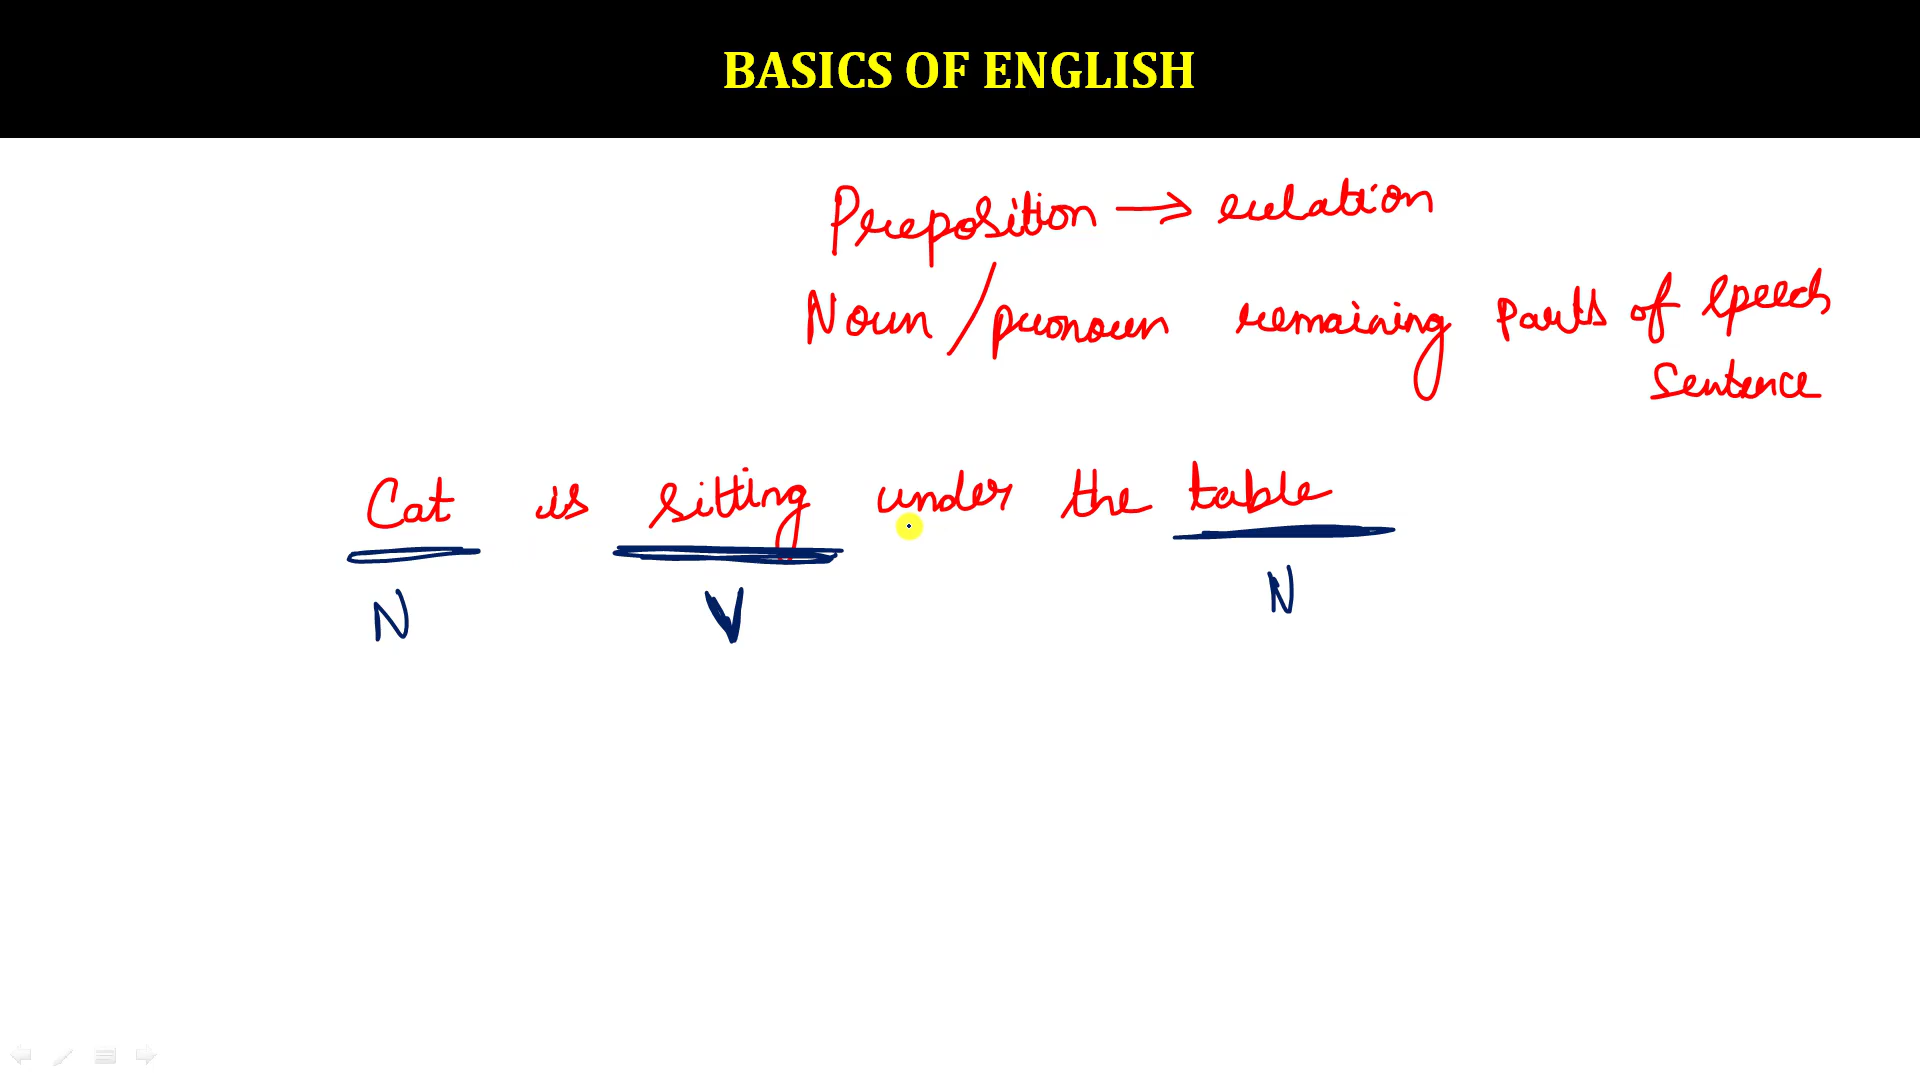 BASICS OF ENGLISH
Preposition → relation
Noun / pronoun remaining parts of speech
sentence
Cat is sitting under the table
N V N